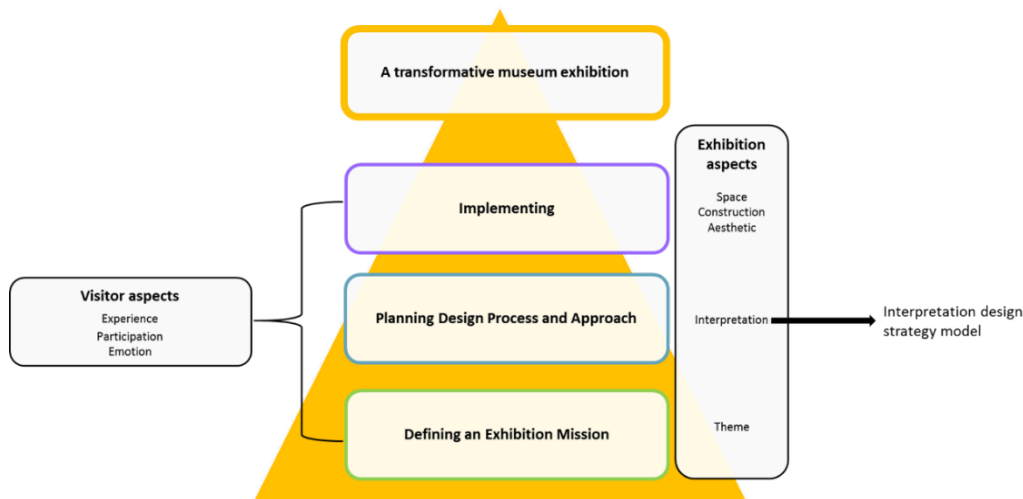 A transformative museum exhibition
Exhibition
aspects
Space
Construction
Aesthetic
Implementing
Visitor aspects
Experience
Participation
Emotion
Planning Design Process and Approach
Interpretation
Interpretation design
strategy model
Defining an Exhibition Mission
Theme